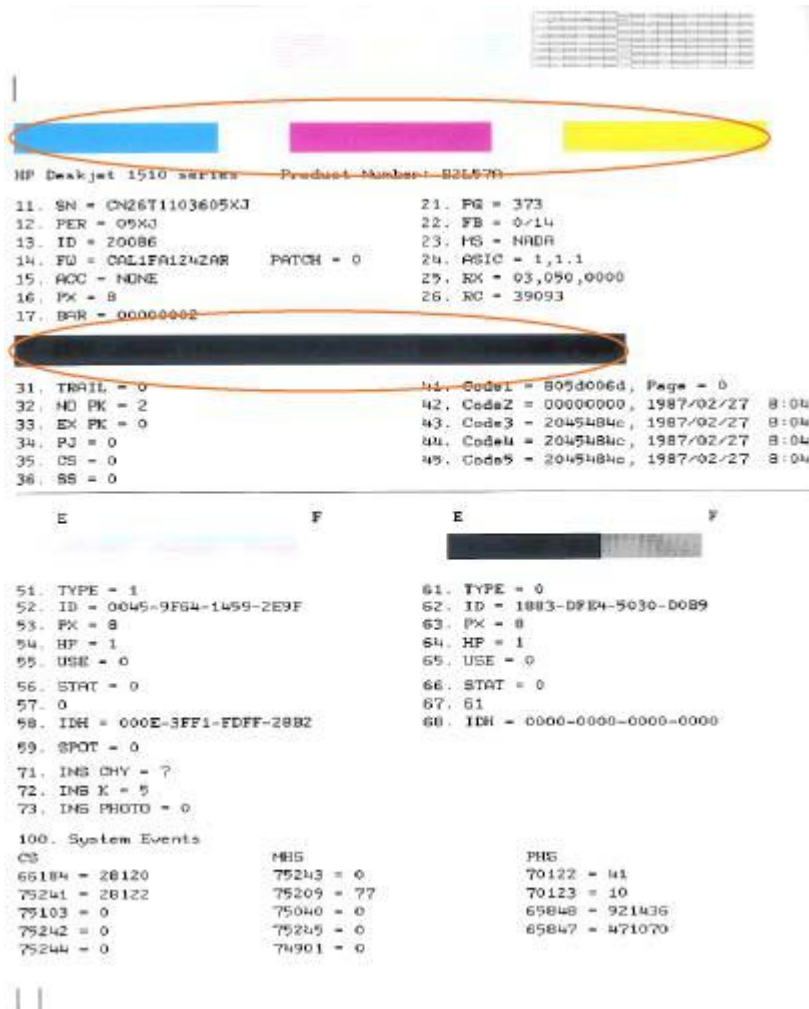 HP Deskjet 1510 series Product Number: B2L57A
11. SN = CN26T1103605XJ
12. PER = 05XJ
13. ID = 20086
14. FW = CAL1FA1242AR PATCH = 0
15. ACC = NONE
16. PX = 8
17. BAR = 00000002
21. PG = 373
22. FB = 0/14
23. MS = NADA
24. ASIC = 1,1.1
25. RX = 03,050,0000
26. RC = 39093
31. TRAIL = 0
32. NO PK = 2
33. EX PK = 0
34. PJ = 0
35. CS = 0
36. SS = 0
41. Code1 = 805d006d, Page = 0
42. Code2 = 00000000, 1987/02/27 8:04
43. Code3 = 2045484c, 1987/02/27 8:04
44. Code4 = 2045484c, 1987/02/27 8:04
45. Code5 = 2045484c, 1987/02/27 8:04
E F
51. TYPE = 1
52. ID = 0045-9F64-1459-2E9F
53. PX = 8
54. HP = 1
55. USE = 0
56. STAT = 0
57. 0
58. IDH = 000E-3FF1-FDFF-28B2
59. SPOT = 0
E F
61. TYPE = 0
62. ID = 1883-DFE4-5030-D0B9
63. PX = 8
64. HP = 1
65. USE = 0
66. STAT = 0
67. 61
68. IDH = 0000-0000-0000-0000
71. INS CMY = 7
72. INS K = 5
73. INS PHOTO = 0
100. System Events
CS
66184 = 28120
75241 = 28122
75103 = 0
75242 = 0
75244 = 0
MHS
75243 = 0
75209 = 77
75040 = 0
75245 = 0
74901 = 0
PHS
70122 = 41
70123 = 10
65848 = 921436
65847 = 471070